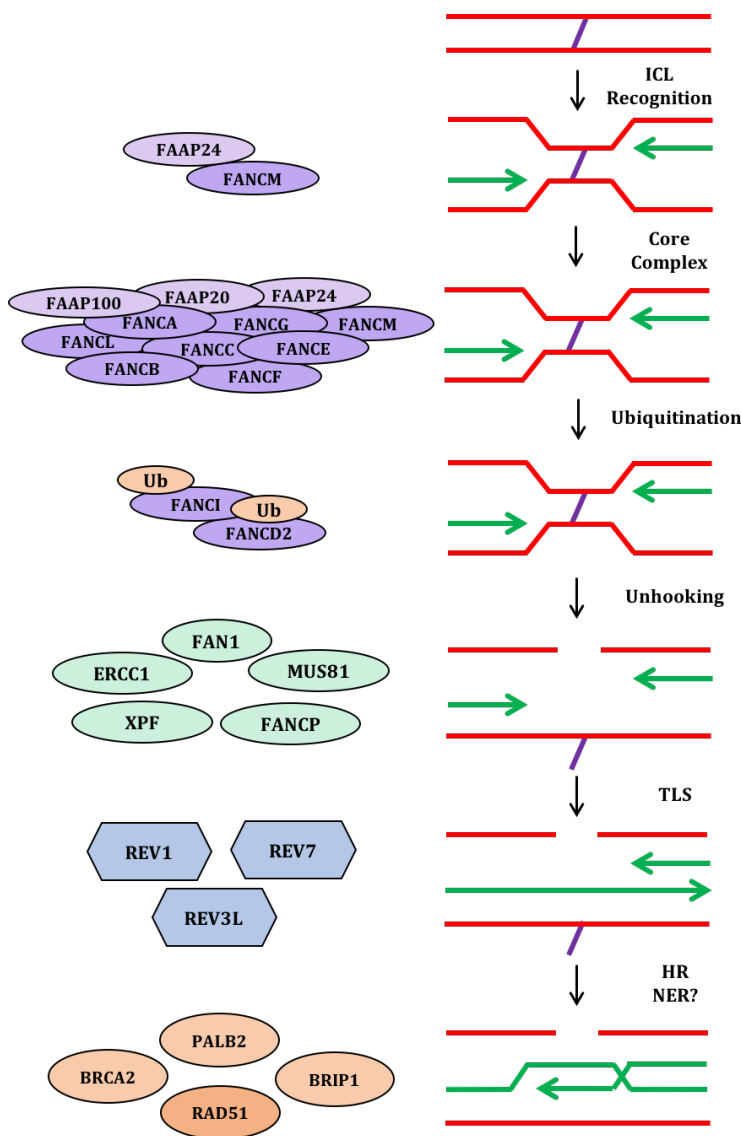 ICL
Recognition
FAAP24
FANCM
Core
Complex
FAAP100
FAAP20
FAAP24
FANCA
FANCG
FANCM
FANCL
FANCC
FANCE
FANCB
FANCF
Ubiquitination
Ub
FANCI
Ub
FANCD2
Unhooking
FAN1
ERCC1
MUS81
XPF
FANCP
TLS
REV1
REV7
REV3L
HR
NER?
PALB2
BRCA2
BRIP1
RAD51